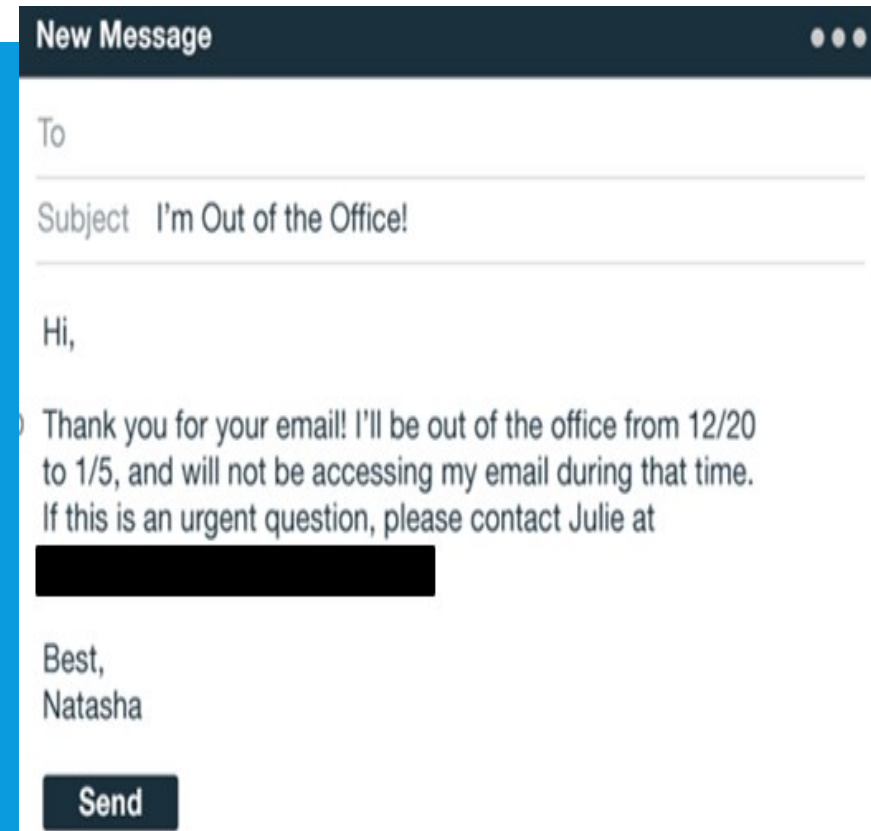 New Message
To
Subject I'm Out of the Office!
Hi,
Thank you for your email! I'll be out of the office from 12/20
to 1/5, and will not be accessing my email during that time.
If this is an urgent question, please contact Julie at
Best,
Natasha
Send